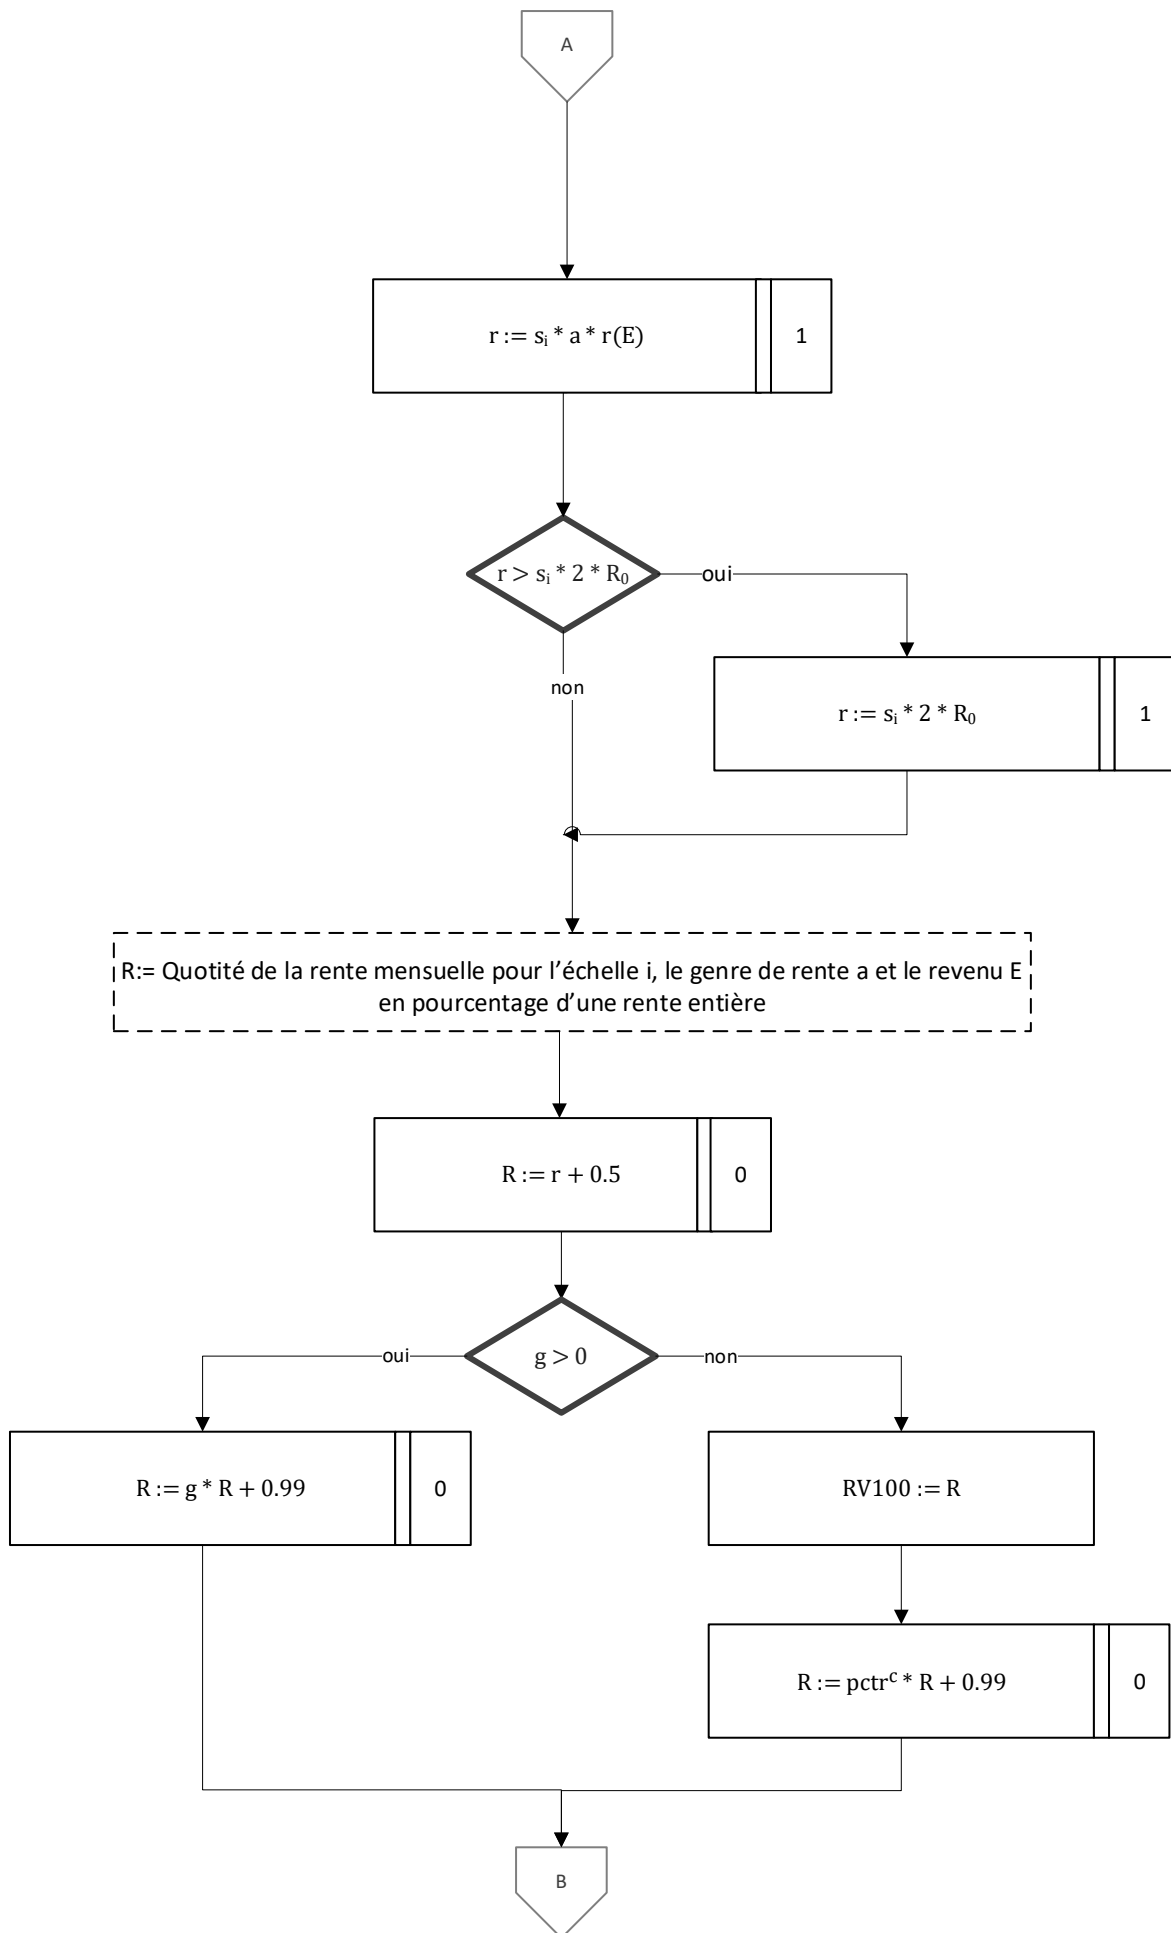 A
r := sᵢ * a * r(E)
1
r > sᵢ * 2 * R₀
oui
non
r := sᵢ * 2 * R₀
1
R:= Quotité de la rente mensuelle pour l’échelle i, le genre de rente a et le revenu E
en pourcentage d’une rente entière
R := r + 0.5
0
oui
g > 0
non
R := g * R + 0.99
0
RV100 := R
R := pctrᶜ * R + 0.99
0
B